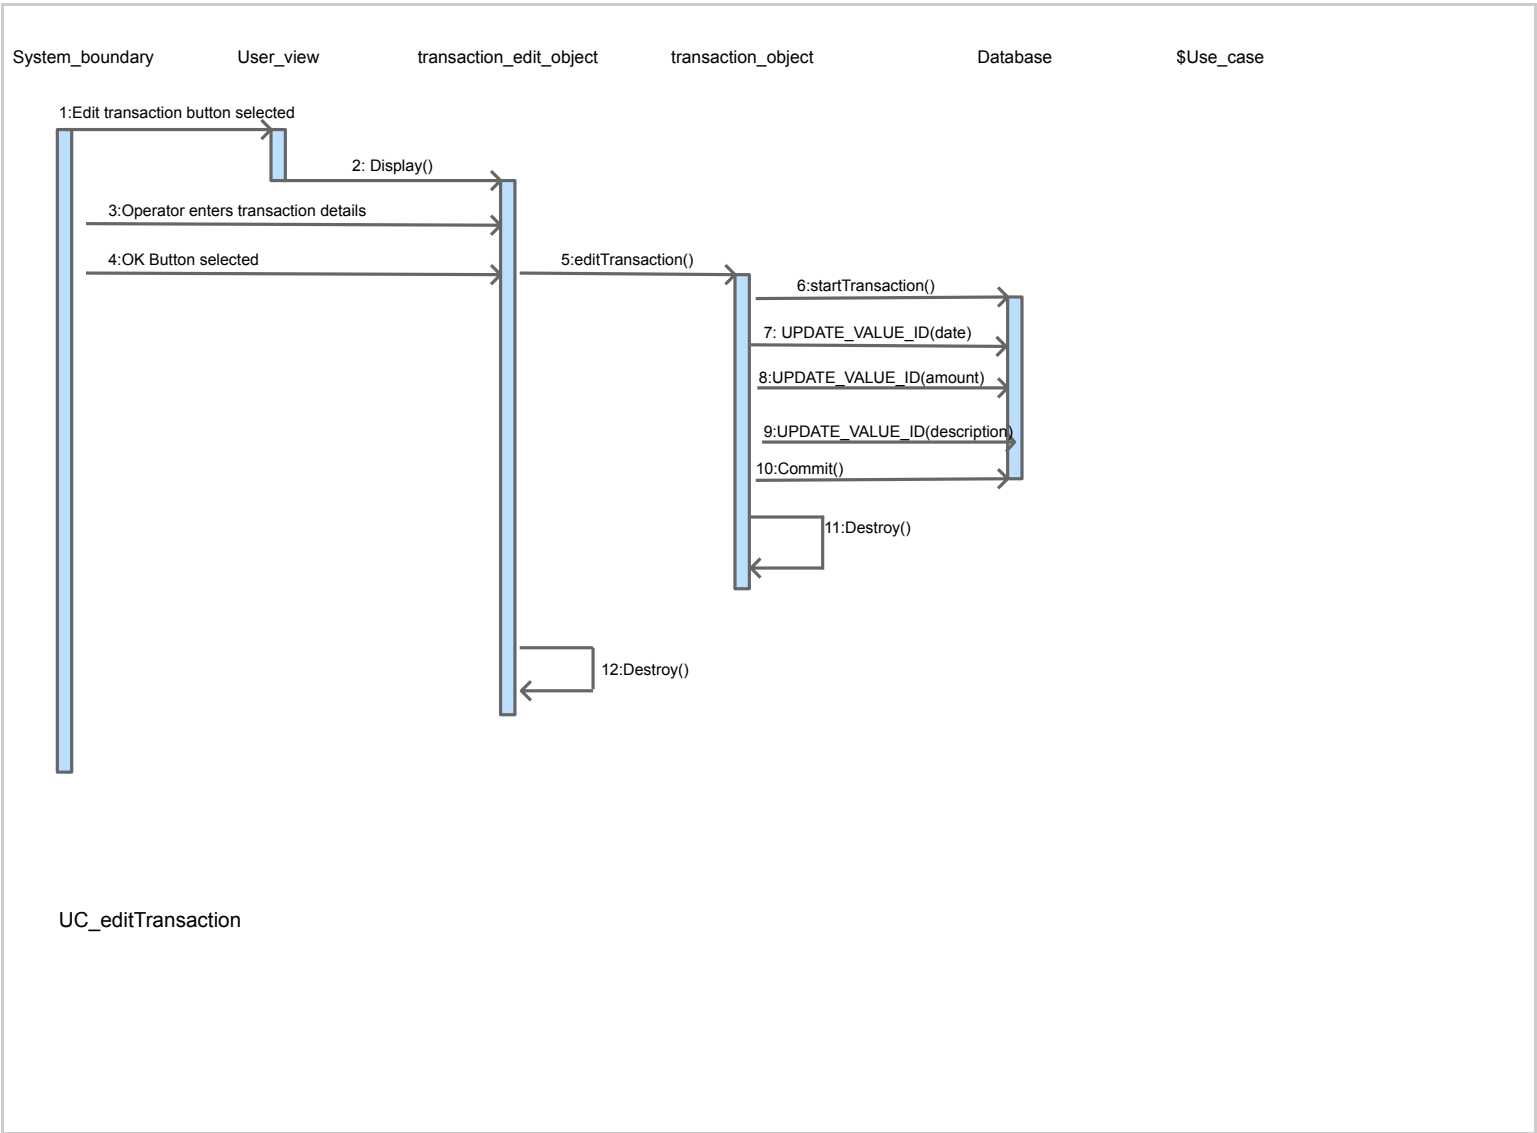 System_boundary
User_view
transaction_edit_object
transaction_object
Database
$Use_case
1:Edit transaction button selected
2: Display()
3:Operator enters transaction details
4:OK Button selected
5:editTransaction()
6:startTransaction()
7: UPDATE_VALUE_ID(date)
8:UPDATE_VALUE_ID(amount)
9:UPDATE_VALUE_ID(description)
10:Commit()
11:Destroy()
12:Destroy()
UC_editTransaction